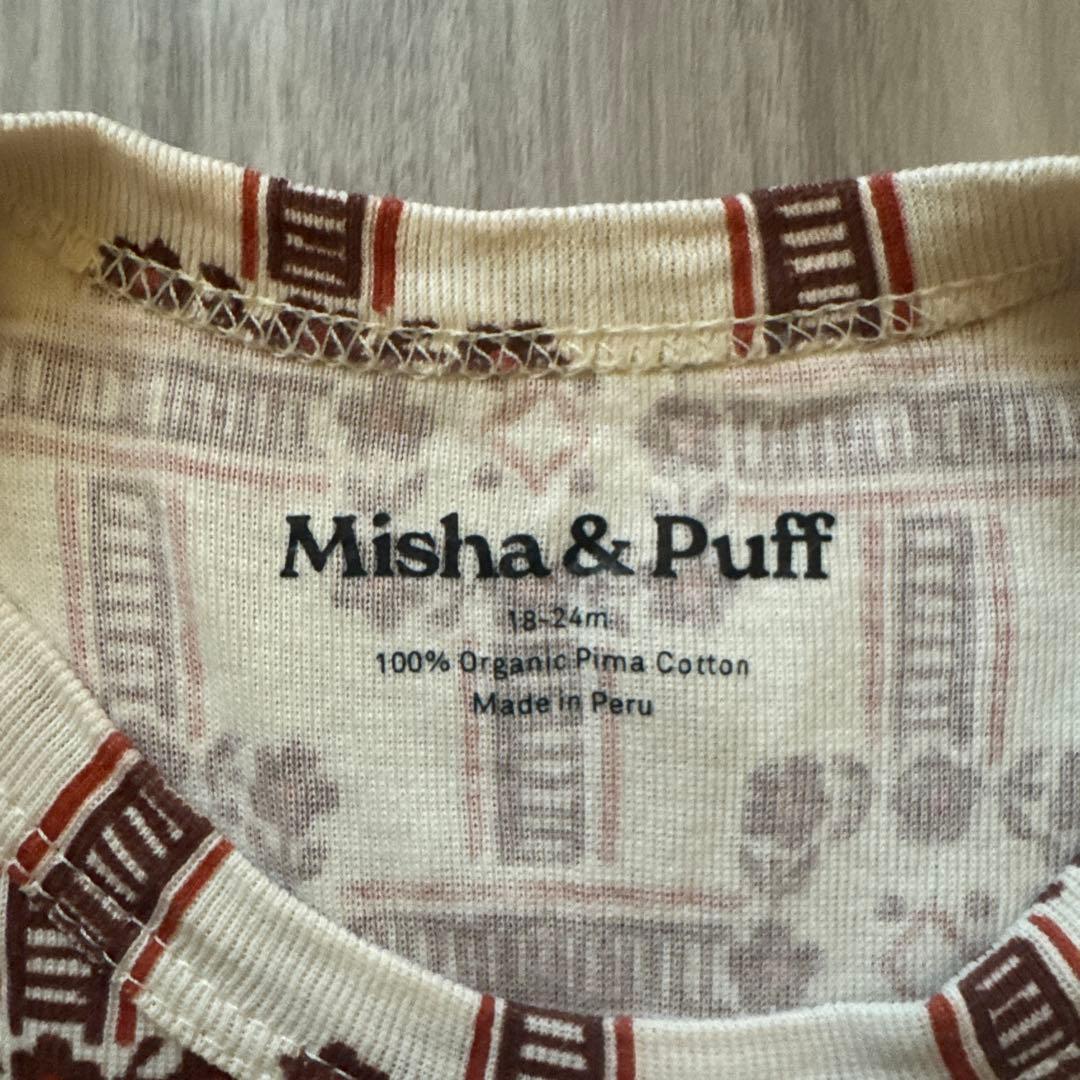 Misha & Puff
18-24m
100% Organic Pima Cotton
Made in Peru